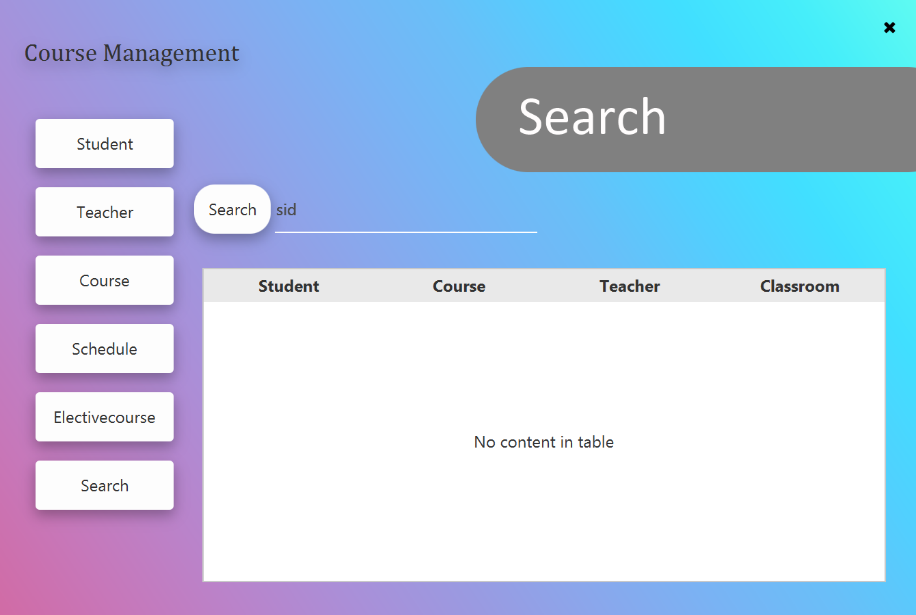 Course Management
Search
Student
Teacher
Course
Schedule
Electivecourse
Search
Search sid
Student Course Teacher Classroom
No content in table